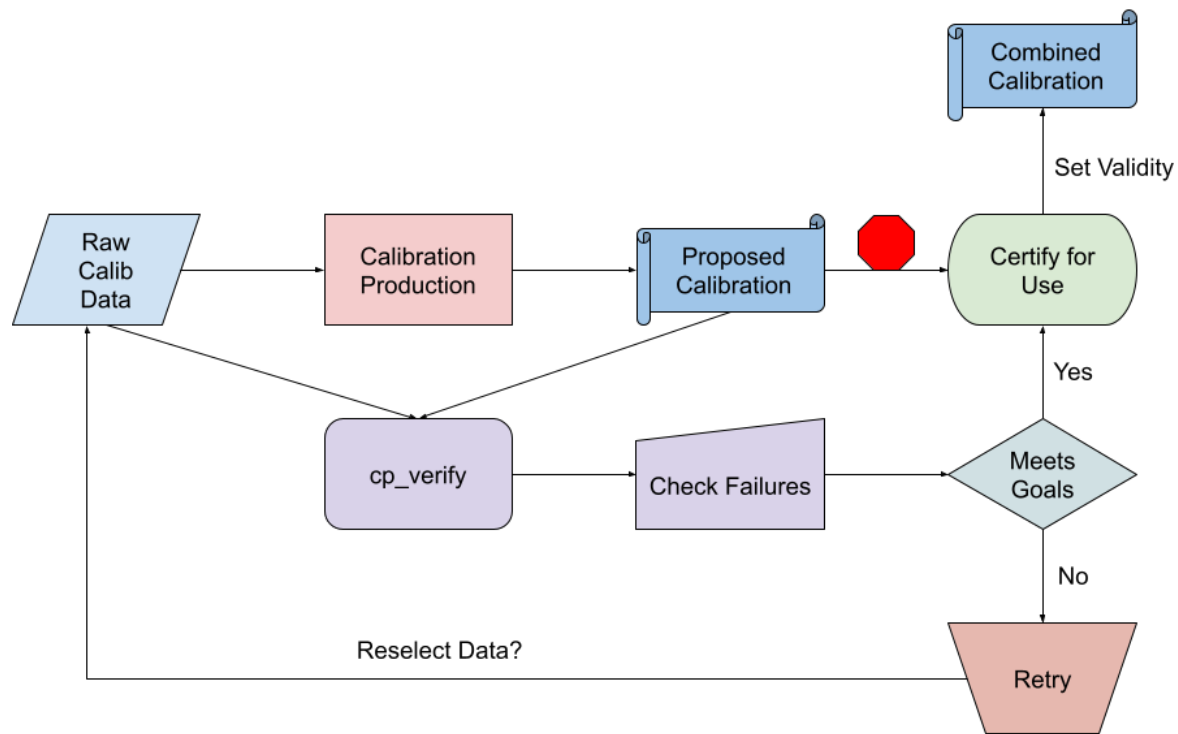 Combined
Calibration
Set Validity
Raw
Calib
Data
Calibration
Production
Proposed
Calibration
Certify for
Use
Yes
cp_verify
Check Failures
Meets
Goals
No
Reselect Data?
Retry